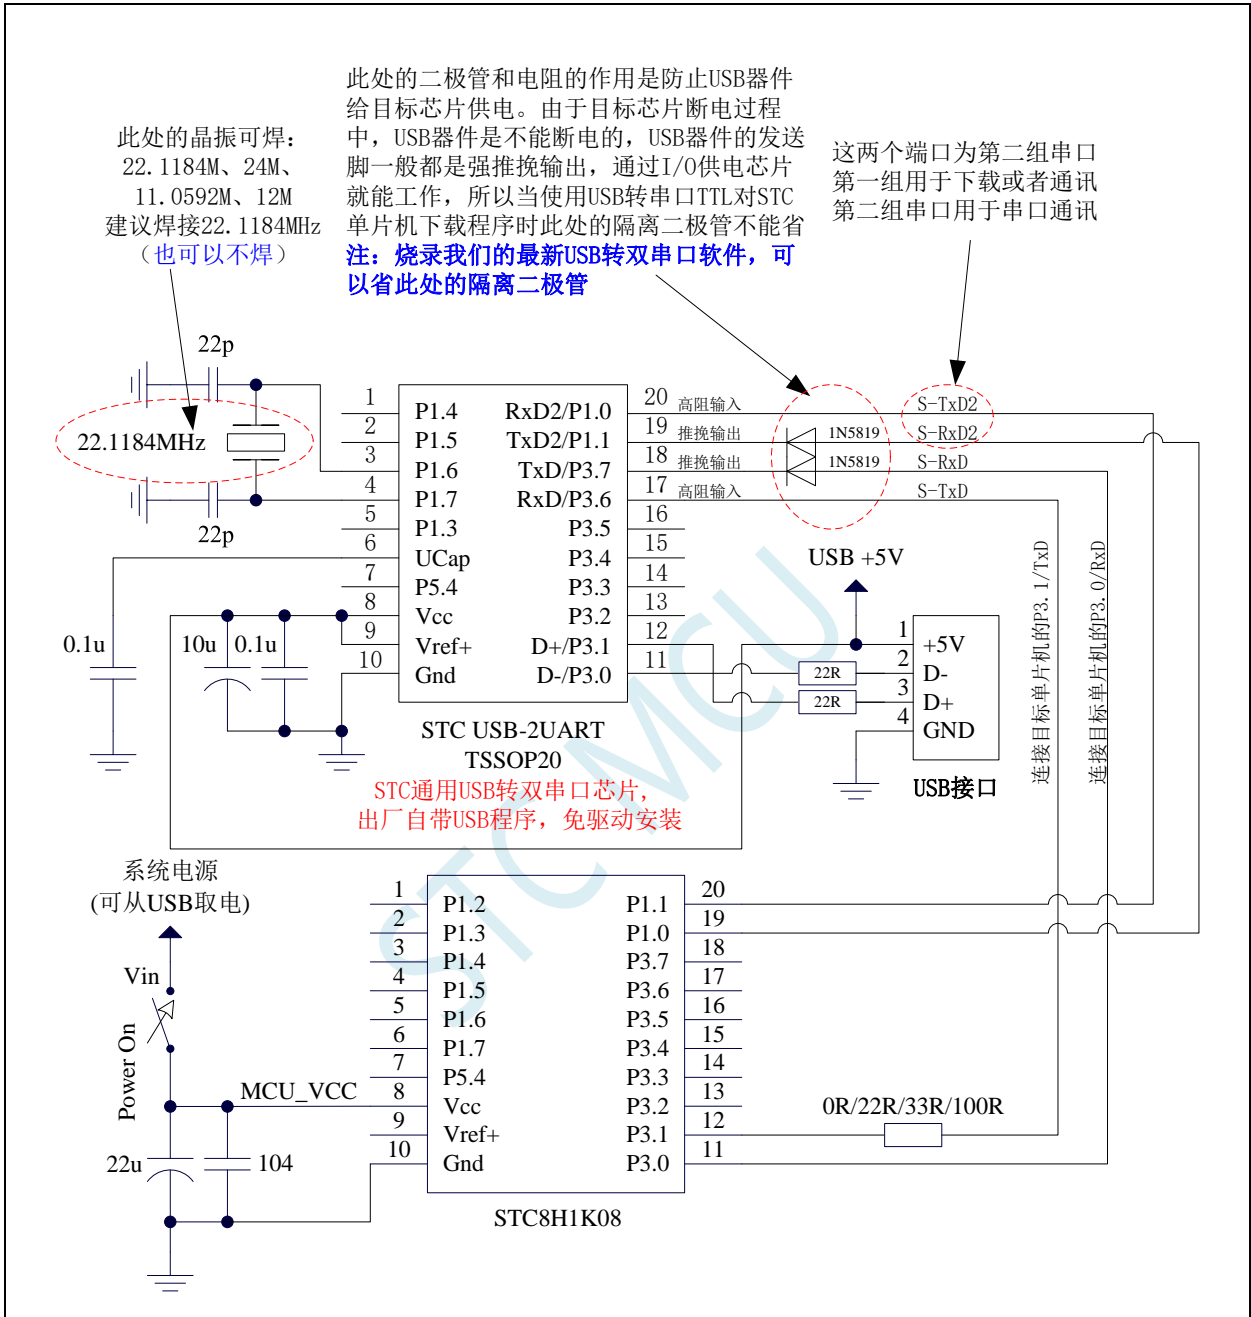 此处的二极管和电阻的作用是防止USB器件
给目标芯片供电。由于目标芯片断电过程
中，USB器件是不能断电的，USB器件的发送
脚一般都是强推挽输出，通过I/O供电芯片
就能工作，所以当使用USB转串口TTL对STC
单片机下载程序时此处的隔离二极管不能省
注：烧录我们的最新USB转双串口软件，可
以省此处的隔离二极管
此处的晶振可焊：
22.1184M、24M、
11.0592M、12M
建议焊接22.1184MHz
（也可以不焊）
这两个端口为第二组串口
第一组用于下载或者通讯
第二组串口用于串口通讯
22p
22.1184MHz
22p
1 P1.4
2 P1.5
3 P1.6
4 P1.7
5 P1.3
6 UCap
7 P5.4
8 Vcc
9 Vref+
10 Gnd
RxD2/P1.0 20 高阻输入 S-TxD2
TxD2/P1.1 19 推挽输出 1N5819 S-RxD2
TxD/P3.7 18 推挽输出 1N5819 S-RxD
RxD/P3.6 17 高阻输入 S-TxD
P3.5 16
P3.4 15
P3.3 14
P3.2 13
D+/P3.1 12
D-/P3.0 11
0.1u
10u
0.1u
STC USB-2UART
TSSOP20
STC通用USB转双串口芯片，
出厂自带USB程序，免驱动安装
USB +5V
22R
22R
1 +5V
2 D-
3 D+
4 GND
USB接口
连接目标单片机的P3.1/TxD
连接目标单片机的P3.0/RxD
STC MCU
系统电源
(可从USB取电)
Vin
Power On
MCU_VCC
22u
104
1 P1.2
2 P1.3
3 P1.4
4 P1.5
5 P1.6
6 P1.7
7 P5.4
8 Vcc
9 Vref+
10 Gnd
P1.1 20
P1.0 19
P3.7 18
P3.6 17
P3.5 16
P3.4 15
P3.3 14
P3.2 13
P3.1 12
P3.0 11
0R/22R/33R/100R
STC8H1K08